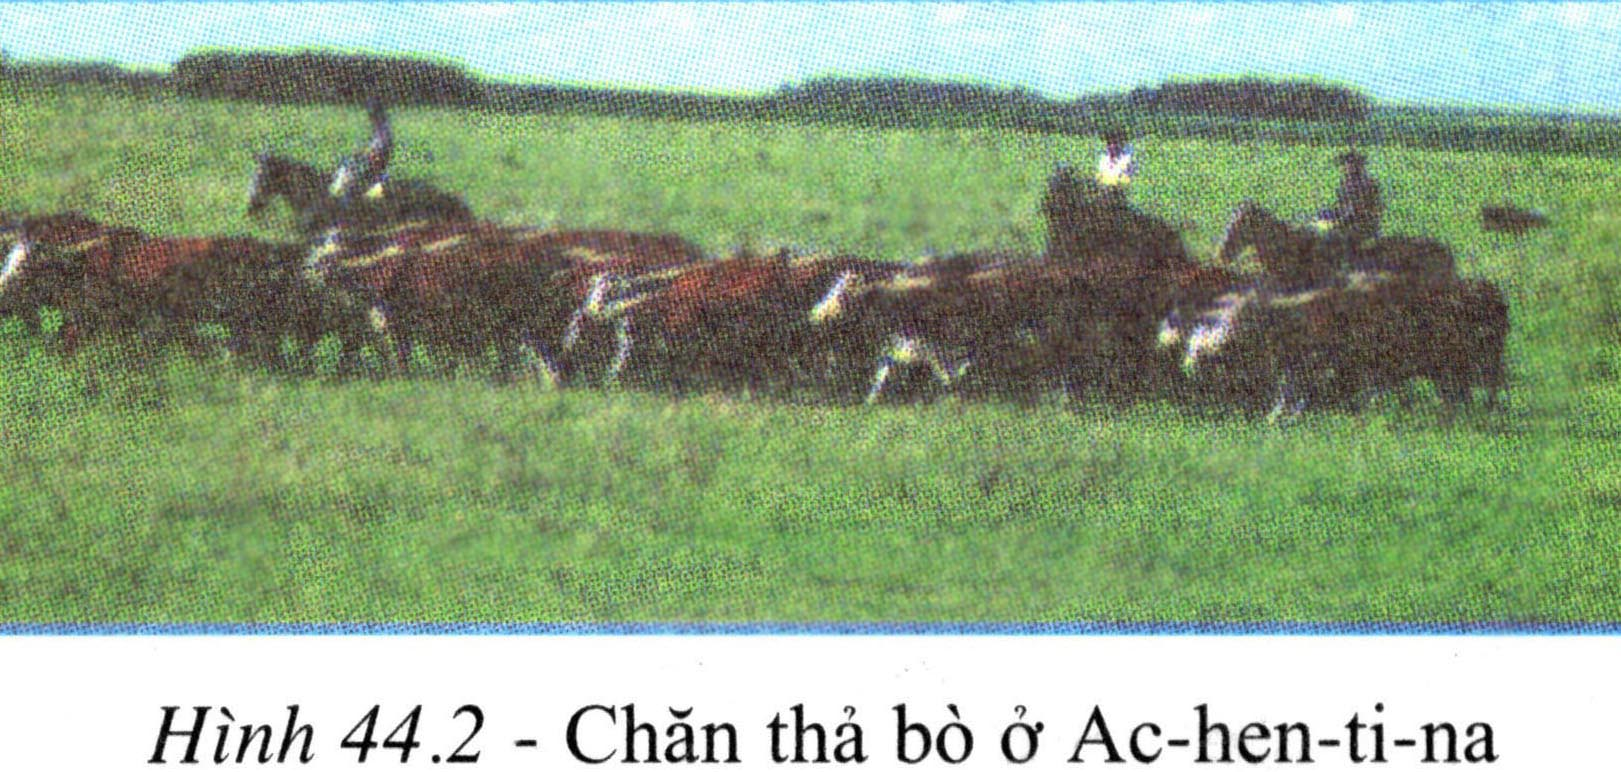 Hình 44.2 - Chăn thả bò ở Ac-hen-ti-na